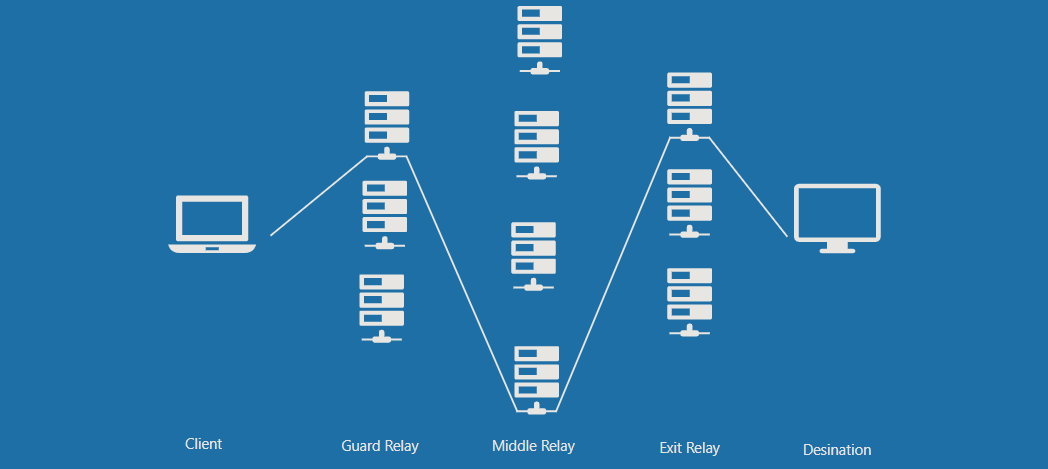 Client
Guard Relay
Middle Relay
Exit Relay
Desination